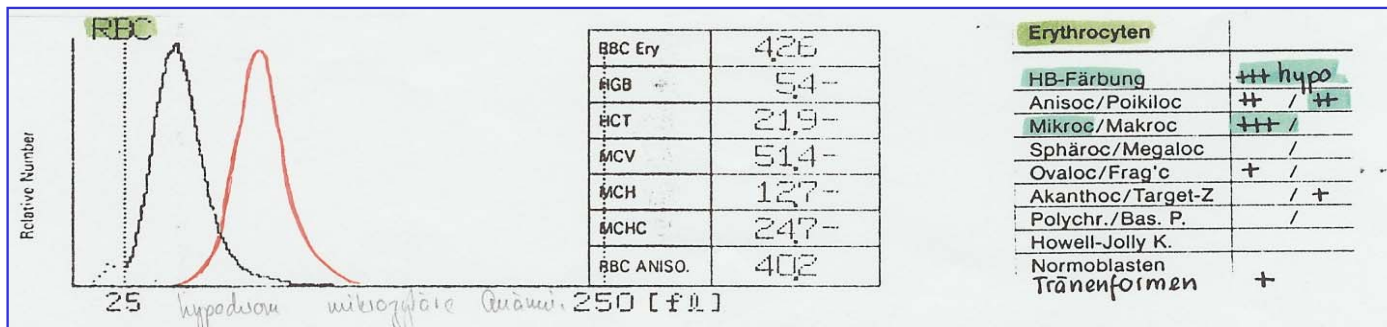 RBC
Relative Number
25
250 [fl]
hypochrom mikrozytäre Anämie
RBC Ery 4,26
HGB 5,4-
HCT 21,9-
MCV 51,4-
MCH 12,7-
MCHC 24,7-
RBC ANISO. 40,2
Erythrocyten
HB-Färbung +++ hypo
Anisoc/Poikiloc ++ / ++
Mikroc/Makroc +++ /
Sphäroc/Megaloc /
Ovaloc/Frag'c + /
Akanthoc/Target-Z / +
Polychr./Bas. P. /
Howell-Jolly K.
Normoblasten
Tränenformen +